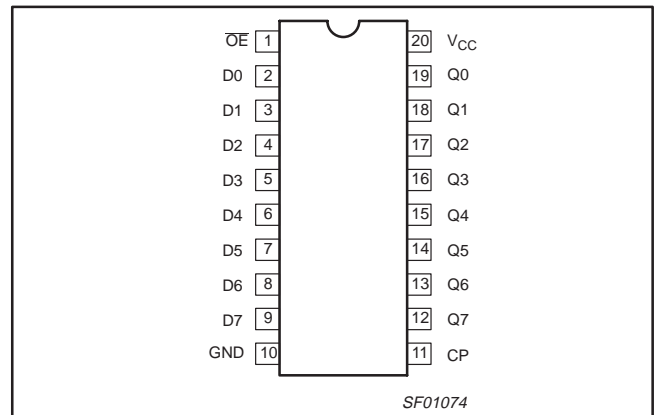 O̅E̅ 1 20 VCC
D0 2 19 Q0
D1 3 18 Q1
D2 4 17 Q2
D3 5 16 Q3
D4 6 15 Q4
D5 7 14 Q5
D6 8 13 Q6
D7 9 12 Q7
GND 10 11 CP
SF01074